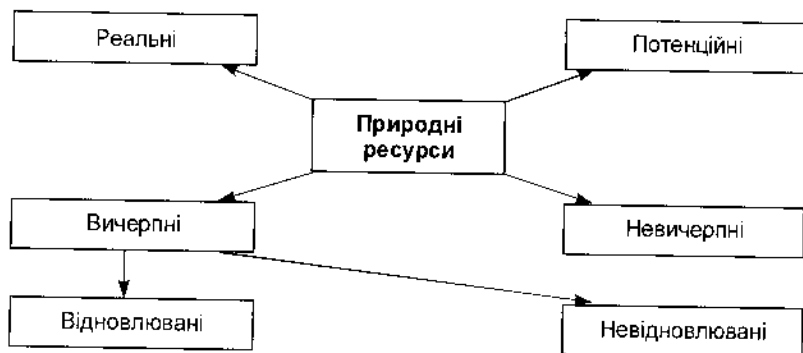 Реальні
Потенційні
Природні
ресурси
Вичерпні
Невичерпні
Відновлювані
Невідновлювані